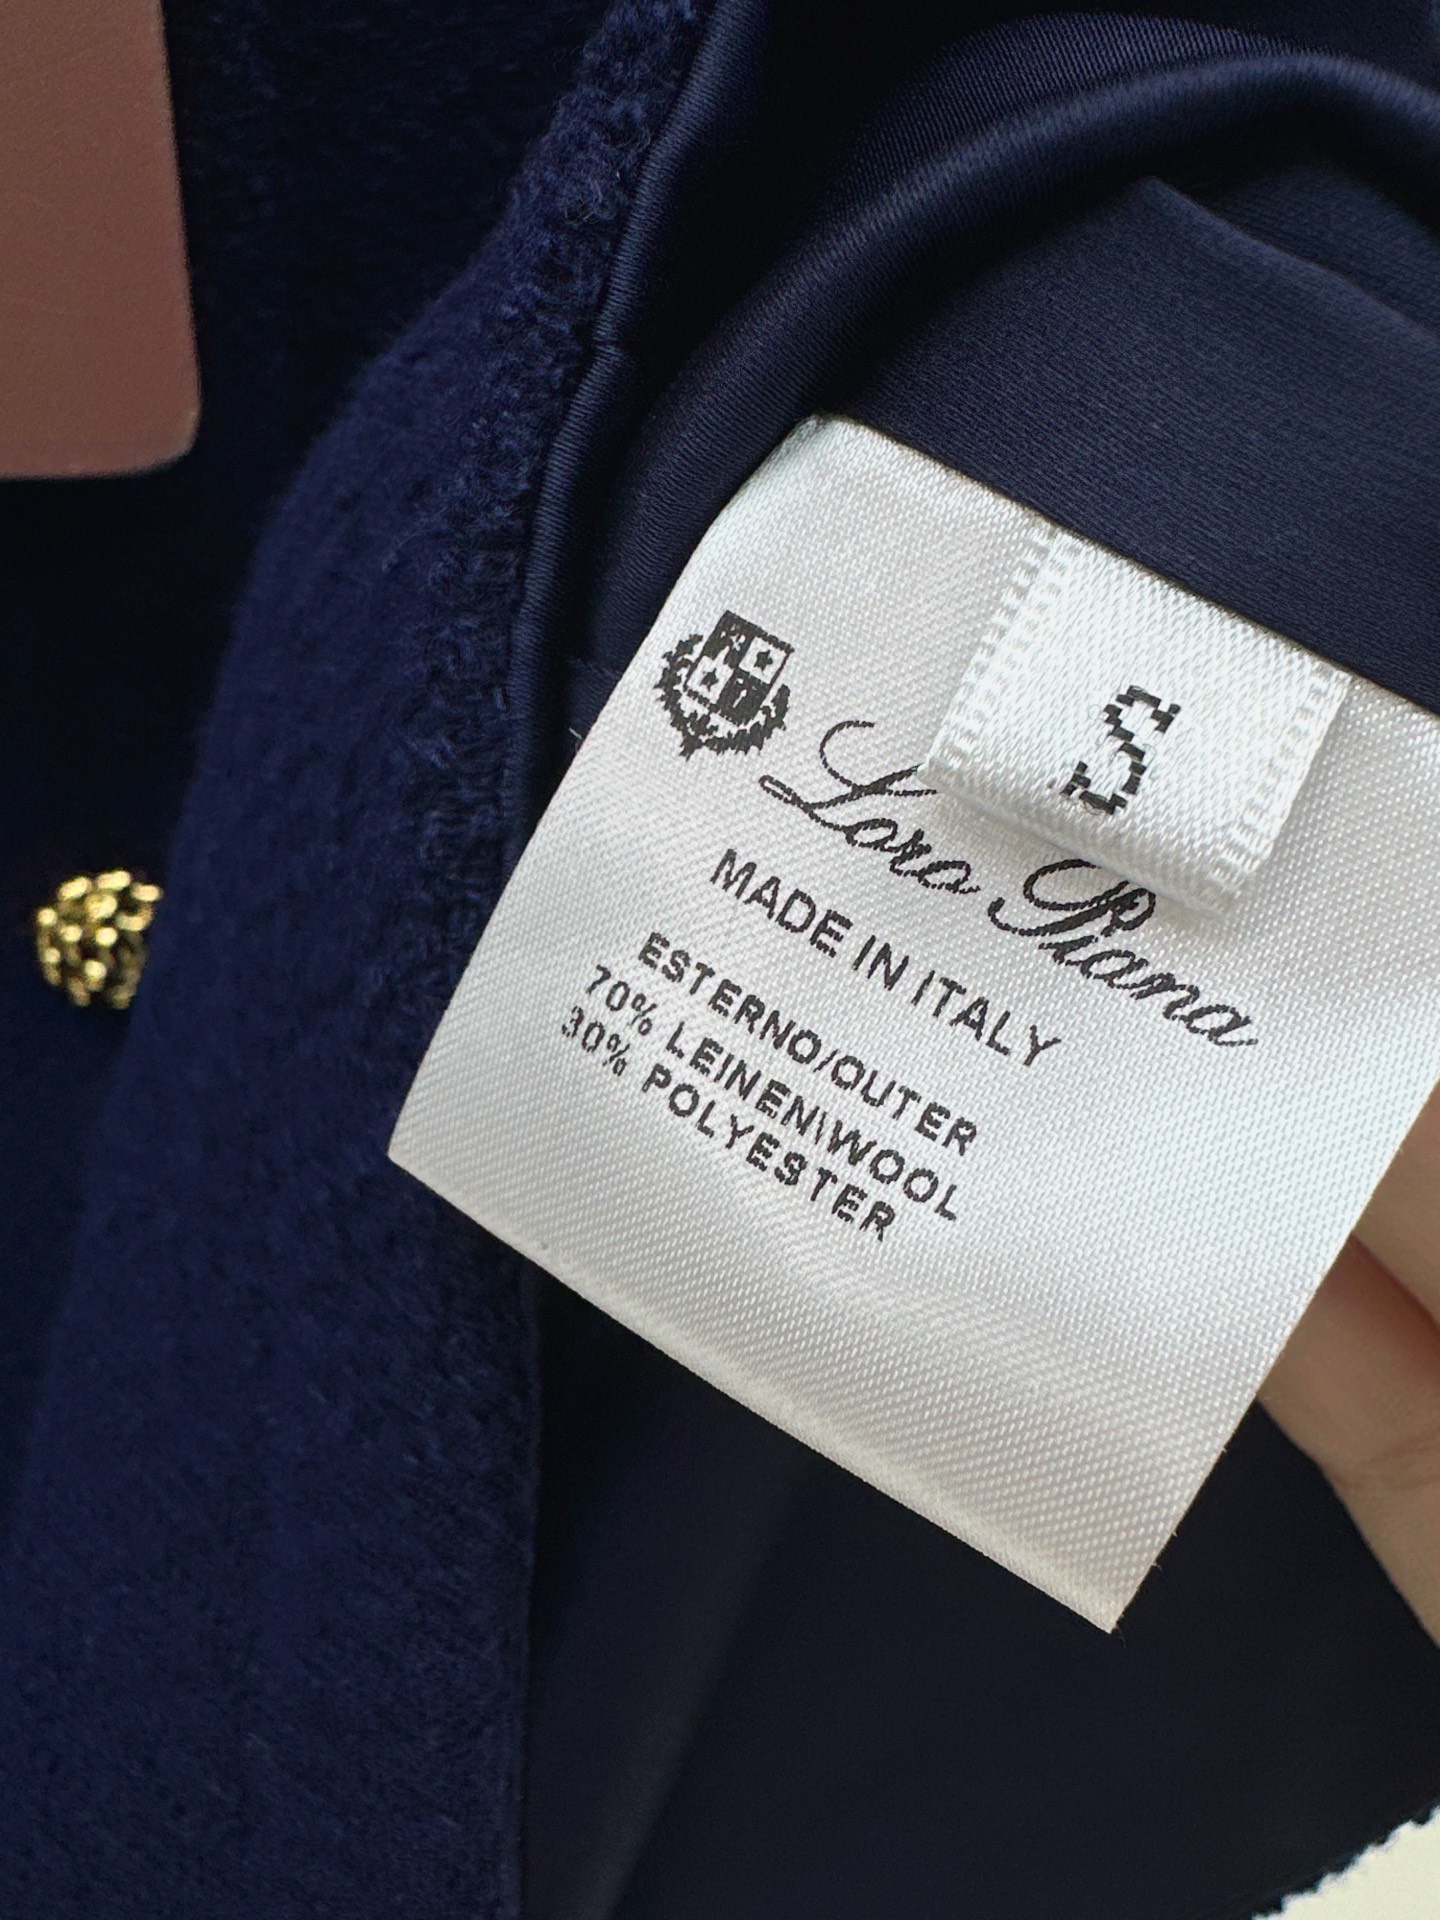 S
Loro Piana
MADE IN ITALY
ESTERNO/OUTER
70% LEINEN\WOOL
30% POLYESTER